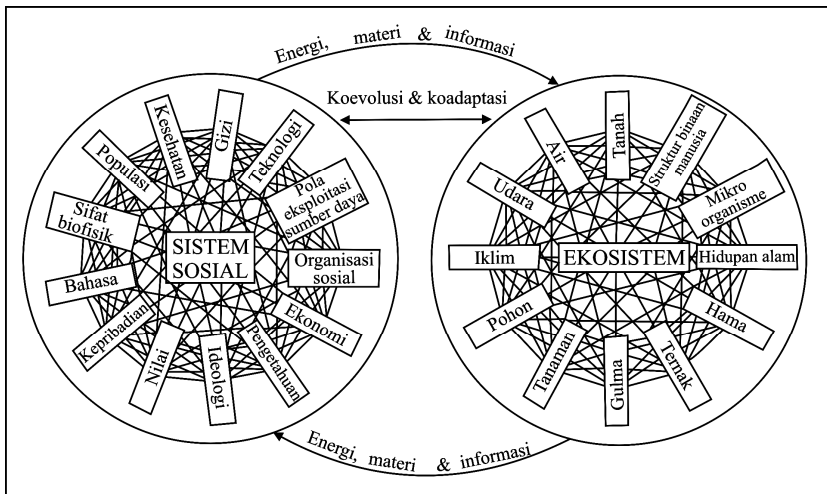 Energi, materi & informasi
Koevolusi & koadaptasi
SISTEM
SOSIAL
Gizi
Teknologi
Pola
eksploitasi
sumber daya
Organisasi
sosial
Ekonomi
Pengetahuan
Ideologi
Nilai
Kepribadian
Bahasa
Sifat
biofisik
Populasi
Kesehatan
EKOSISTEM
Tanah
Struktur binaan
manusia
Mikro
organisme
Hidupan alam
Hama
Ternak
Gulma
Tanaman
Pohon
Iklim
Udara
Air
Energi, materi & informasi